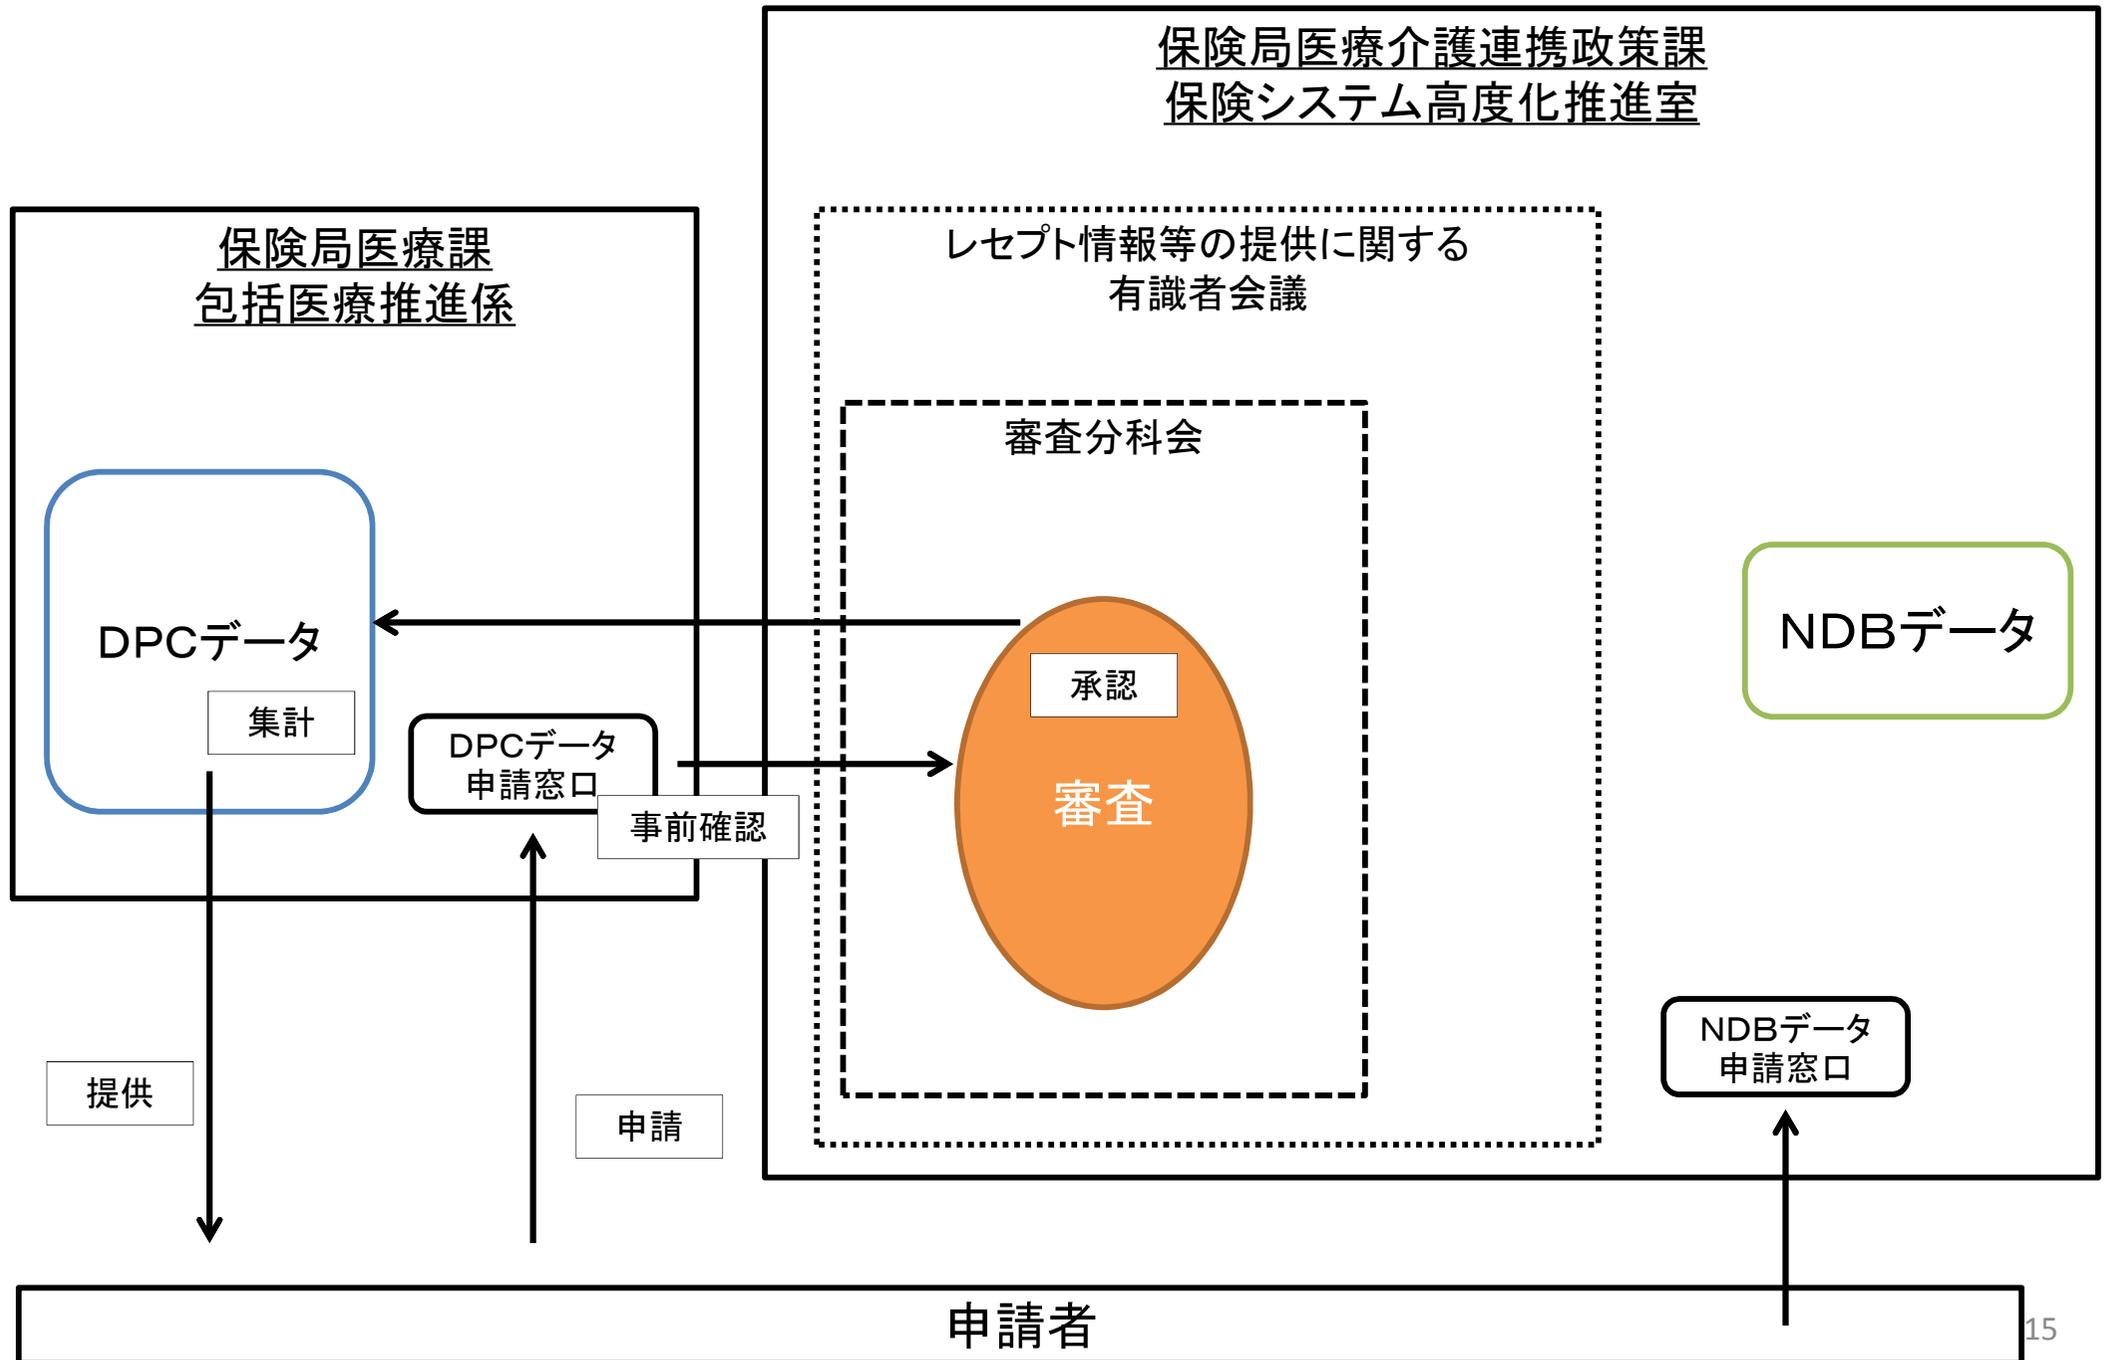 保険局医療介護連携政策課
保険システム高度化推進室
保険局医療課
包括医療推進係
レセプト情報等の提供に関する
有識者会議
審査分科会
DPCデータ
集計
DPCデータ
申請窓口
事前確認
承認
審査
NDBデータ
NDBデータ
申請窓口
提供
申請
申請者
15